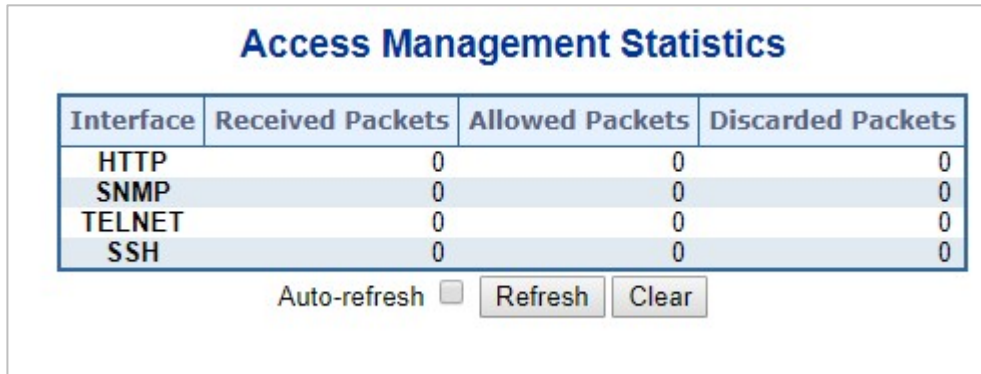 Access Management Statistics
Interface Received Packets Allowed Packets Discarded Packets
HTTP 0 0 0
SNMP 0 0 0
TELNET 0 0 0
SSH 0 0 0
Auto-refresh Refresh Clear